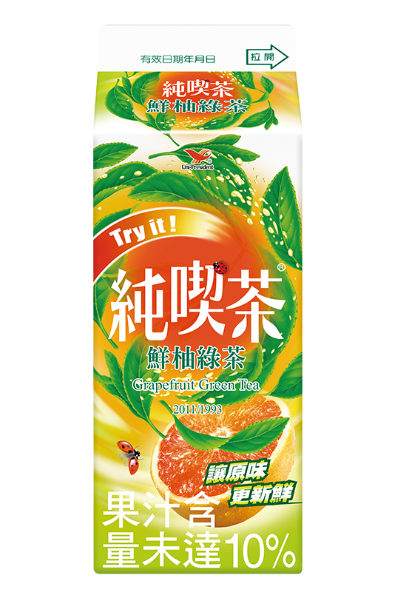 有效日期年月日
拉開
純喫茶
鮮柚綠茶
Uni-President
Try it!
純喫茶®
鮮柚綠茶
Grapefruit Green Tea
2011/1993
讓原味
更新鮮
果汁含
量未達10%